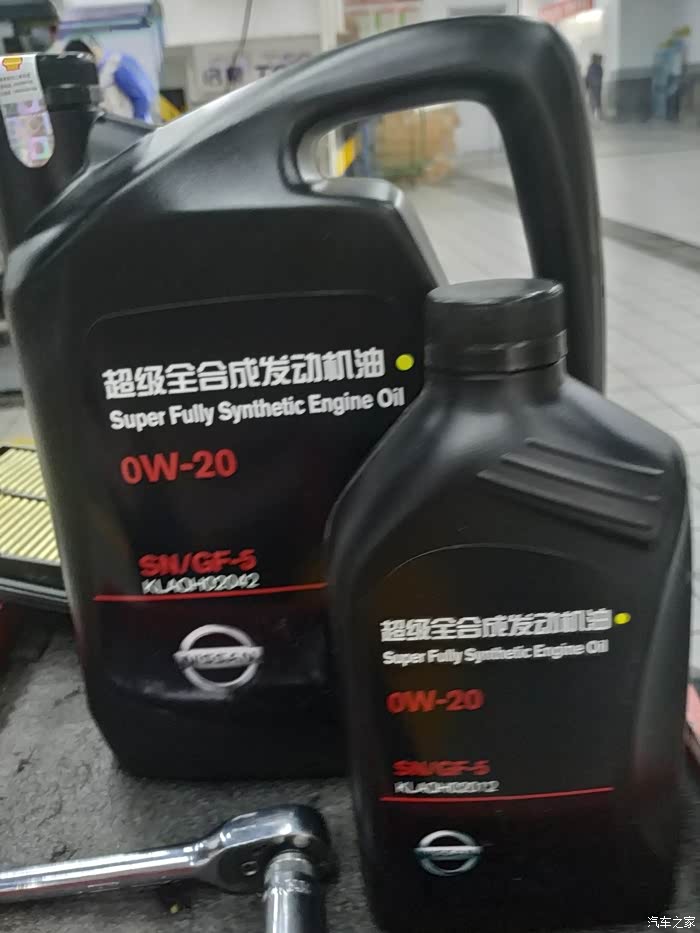 超级全合成发动机油
Super Fully Synthetic Engine Oil
0W-20
SN/GF-5
KLAOH02042
NISSAN
超级全合成发动机油
Super Fully Synthetic Engine Oil
0W-20
SN/GF-5
KLAOH02012
NISSAN
汽车之家